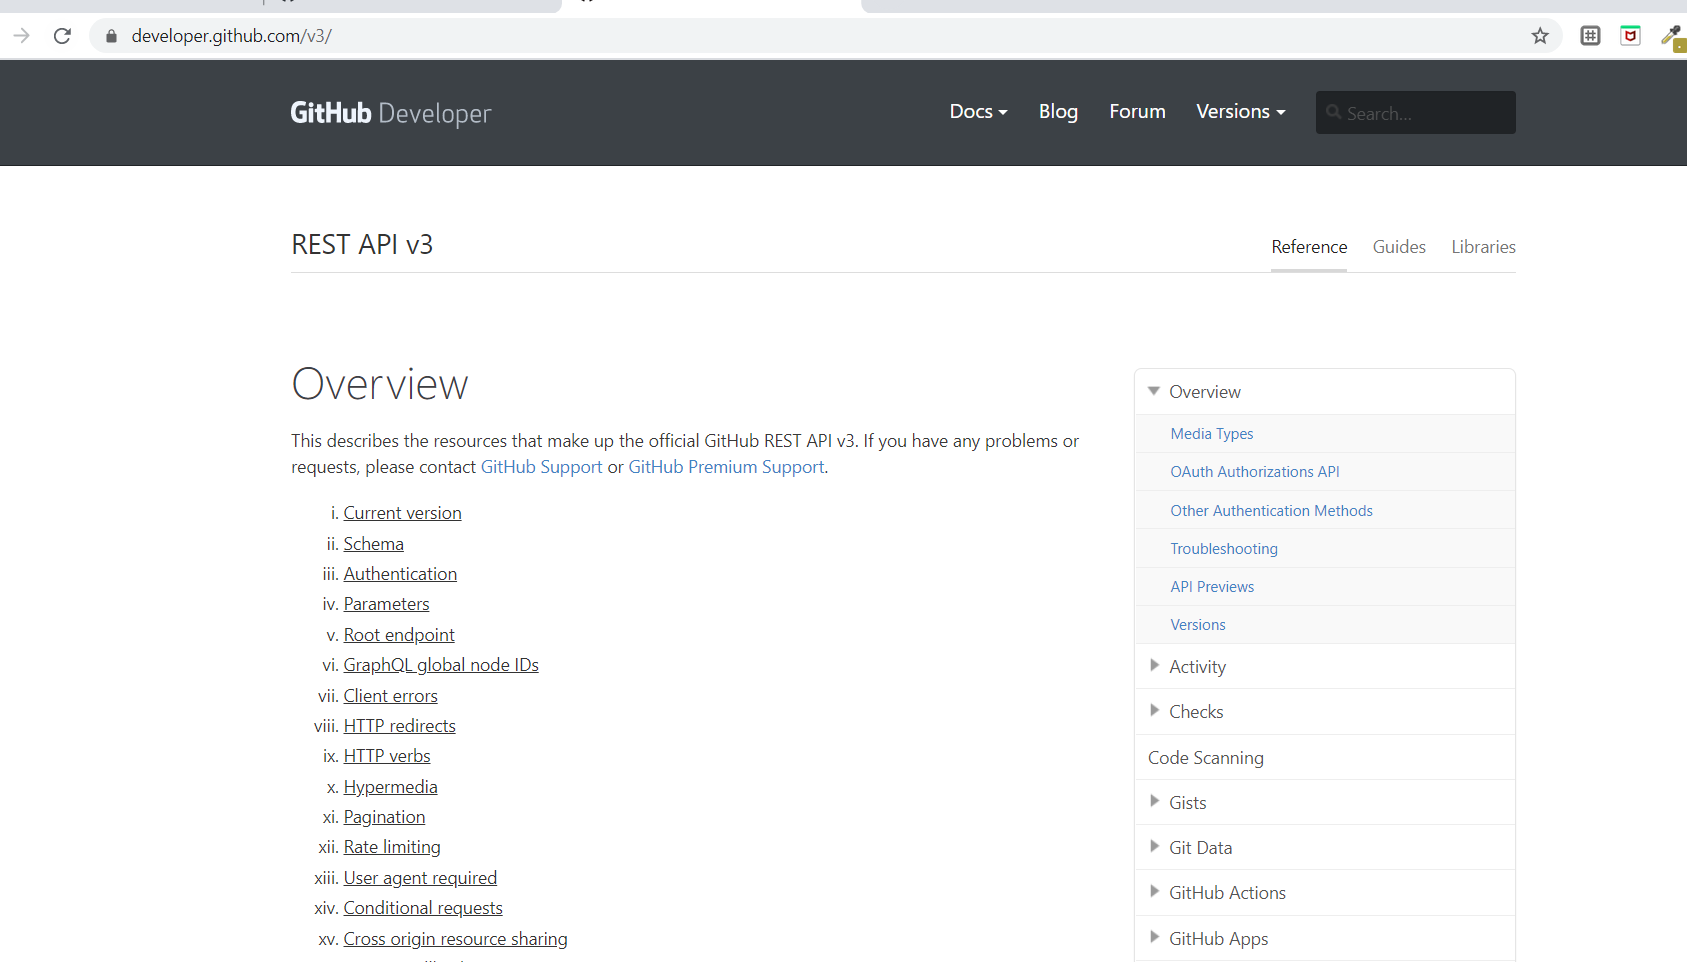 developer.github.com/v3/
GitHub Developer
Docs
Blog
Forum
Versions
Search...
REST API v3
Reference
Guides
Libraries
Overview
This describes the resources that make up the official GitHub REST API v3. If you have any problems or
requests, please contact GitHub Support or GitHub Premium Support.
i. Current version
ii. Schema
iii. Authentication
iv. Parameters
v. Root endpoint
vi. GraphQL global node IDs
vii. Client errors
viii. HTTP redirects
ix. HTTP verbs
x. Hypermedia
xi. Pagination
xii. Rate limiting
xiii. User agent required
xiv. Conditional requests
xv. Cross origin resource sharing
Overview
Media Types
OAuth Authorizations API
Other Authentication Methods
Troubleshooting
API Previews
Versions
Activity
Checks
Code Scanning
Gists
Git Data
GitHub Actions
GitHub Apps